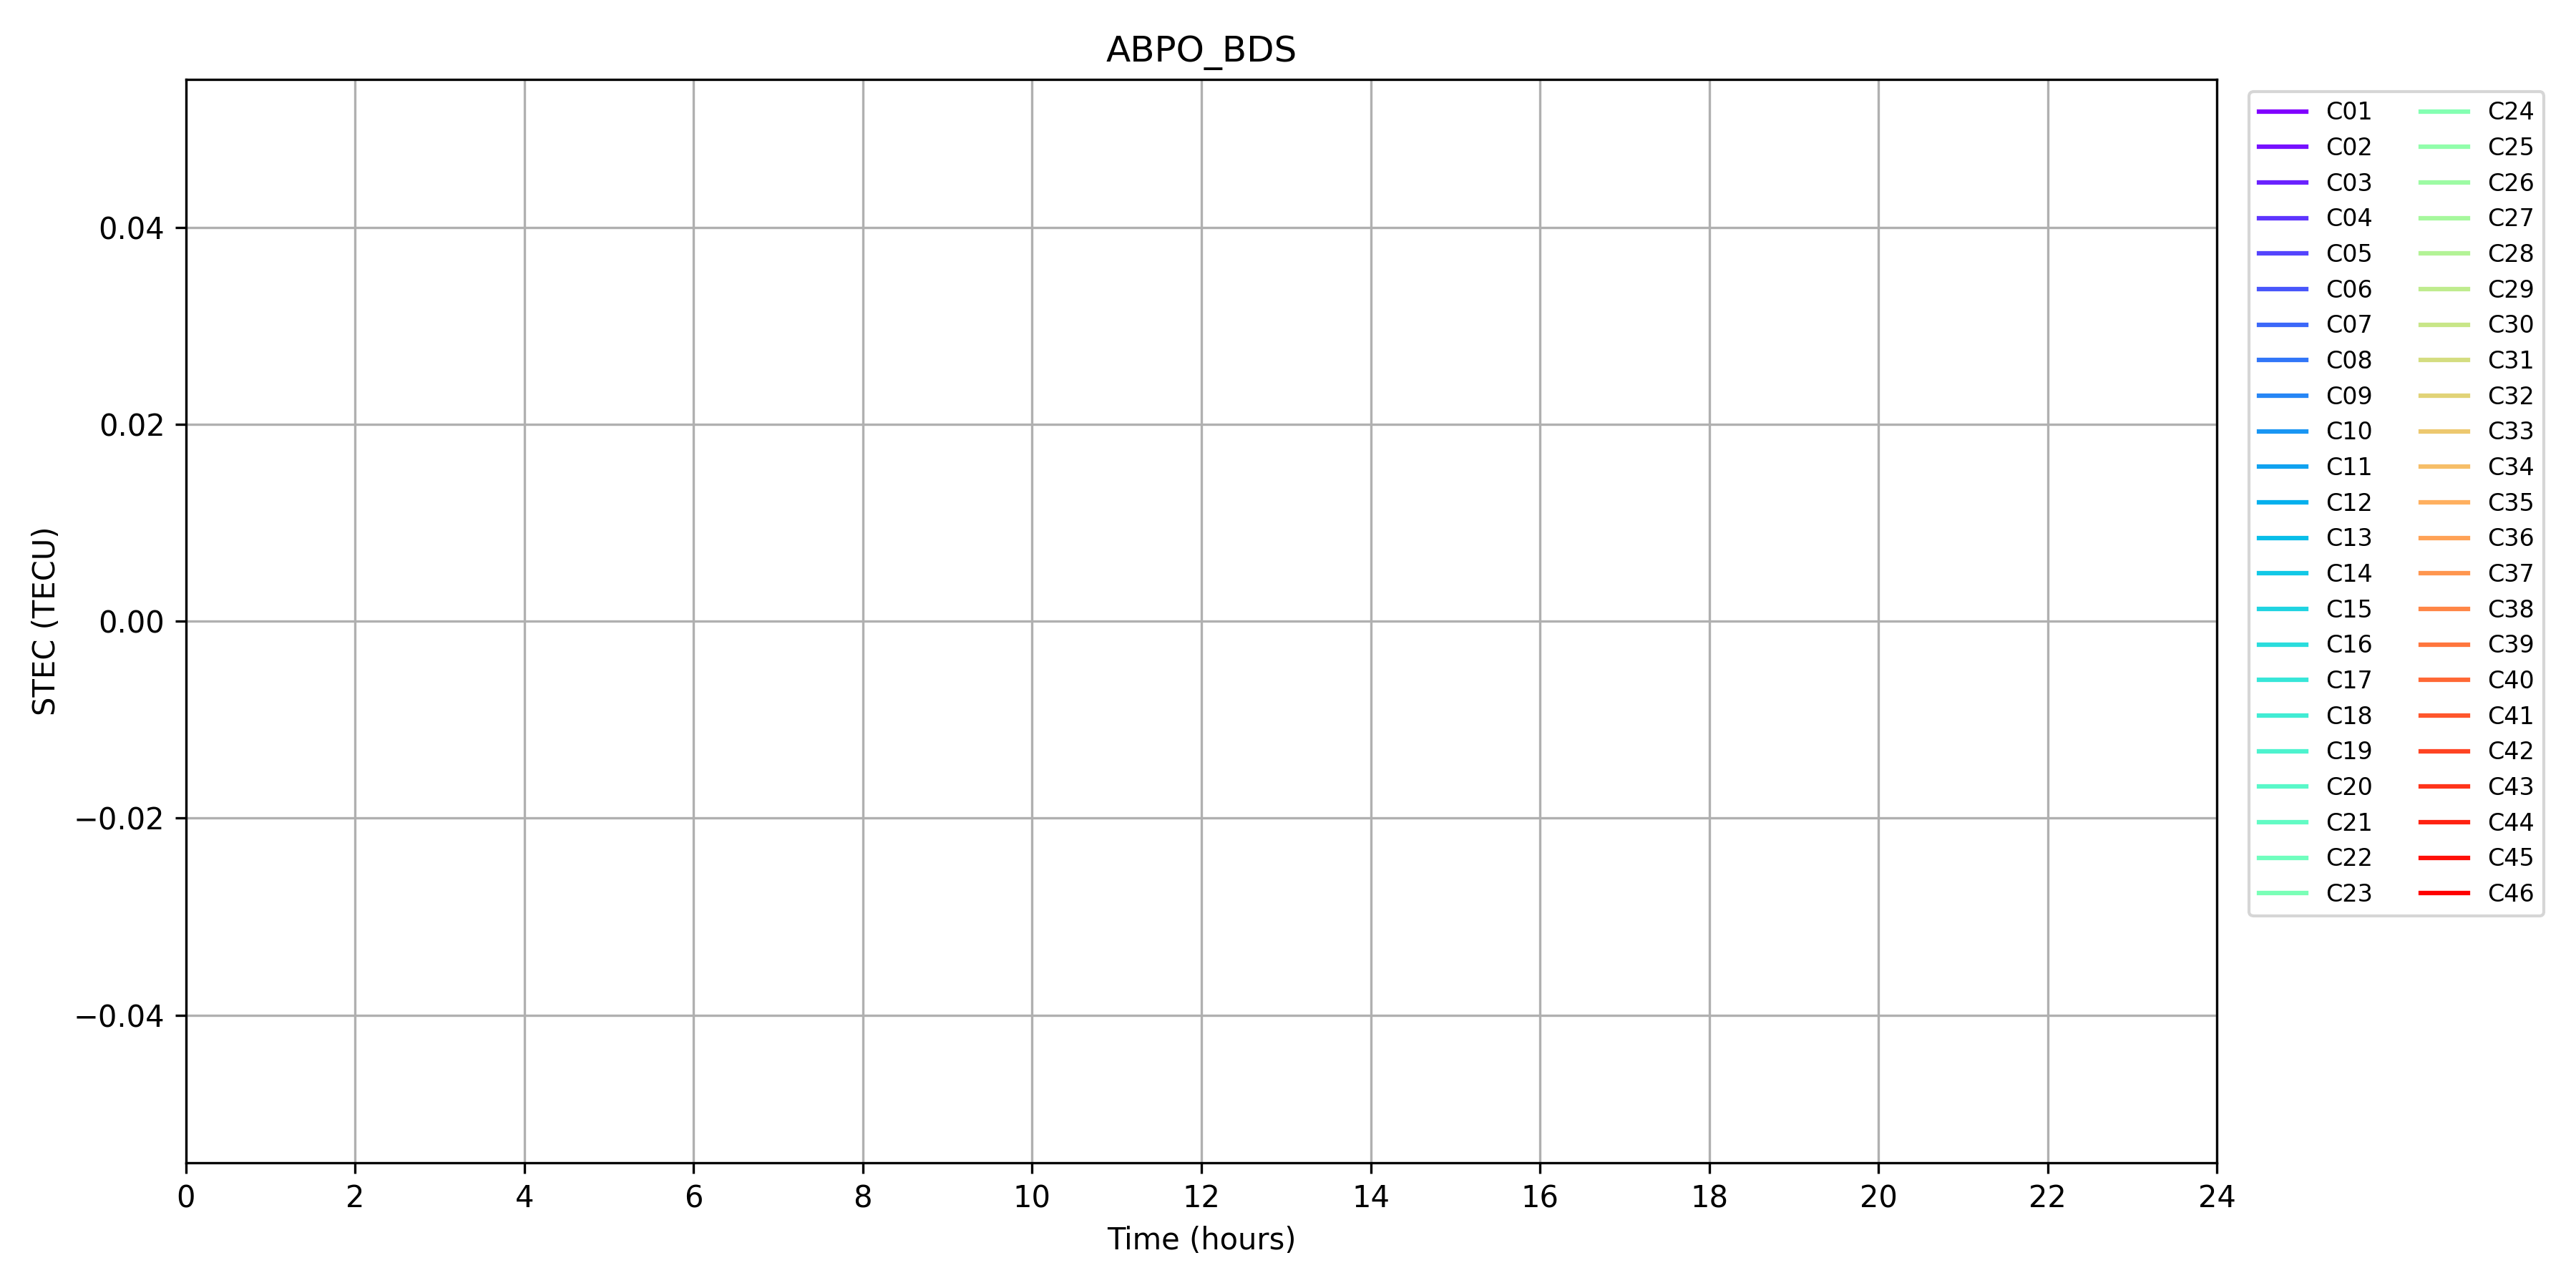 ABPO_BDS
STEC (TECU)
0.04
0.02
0.00
−0.02
−0.04
0 2 4 6 8 10 12 14 16 18 20 22 24
Time (hours)
C01 C24
C02 C25
C03 C26
C04 C27
C05 C28
C06 C29
C07 C30
C08 C31
C09 C32
C10 C33
C11 C34
C12 C35
C13 C36
C14 C37
C15 C38
C16 C39
C17 C40
C18 C41
C19 C42
C20 C43
C21 C44
C22 C45
C23 C46